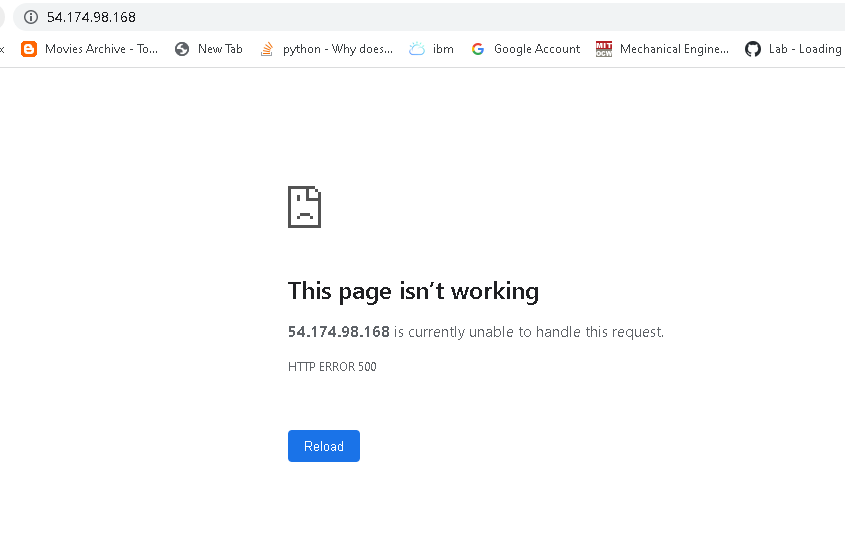 54.174.98.168
x Movies Archive - To... New Tab python - Why does... ibm Google Account MIT OCW Mechanical Engine... Lab - Loading
This page isn’t working
54.174.98.168 is currently unable to handle this request.
HTTP ERROR 500
Reload